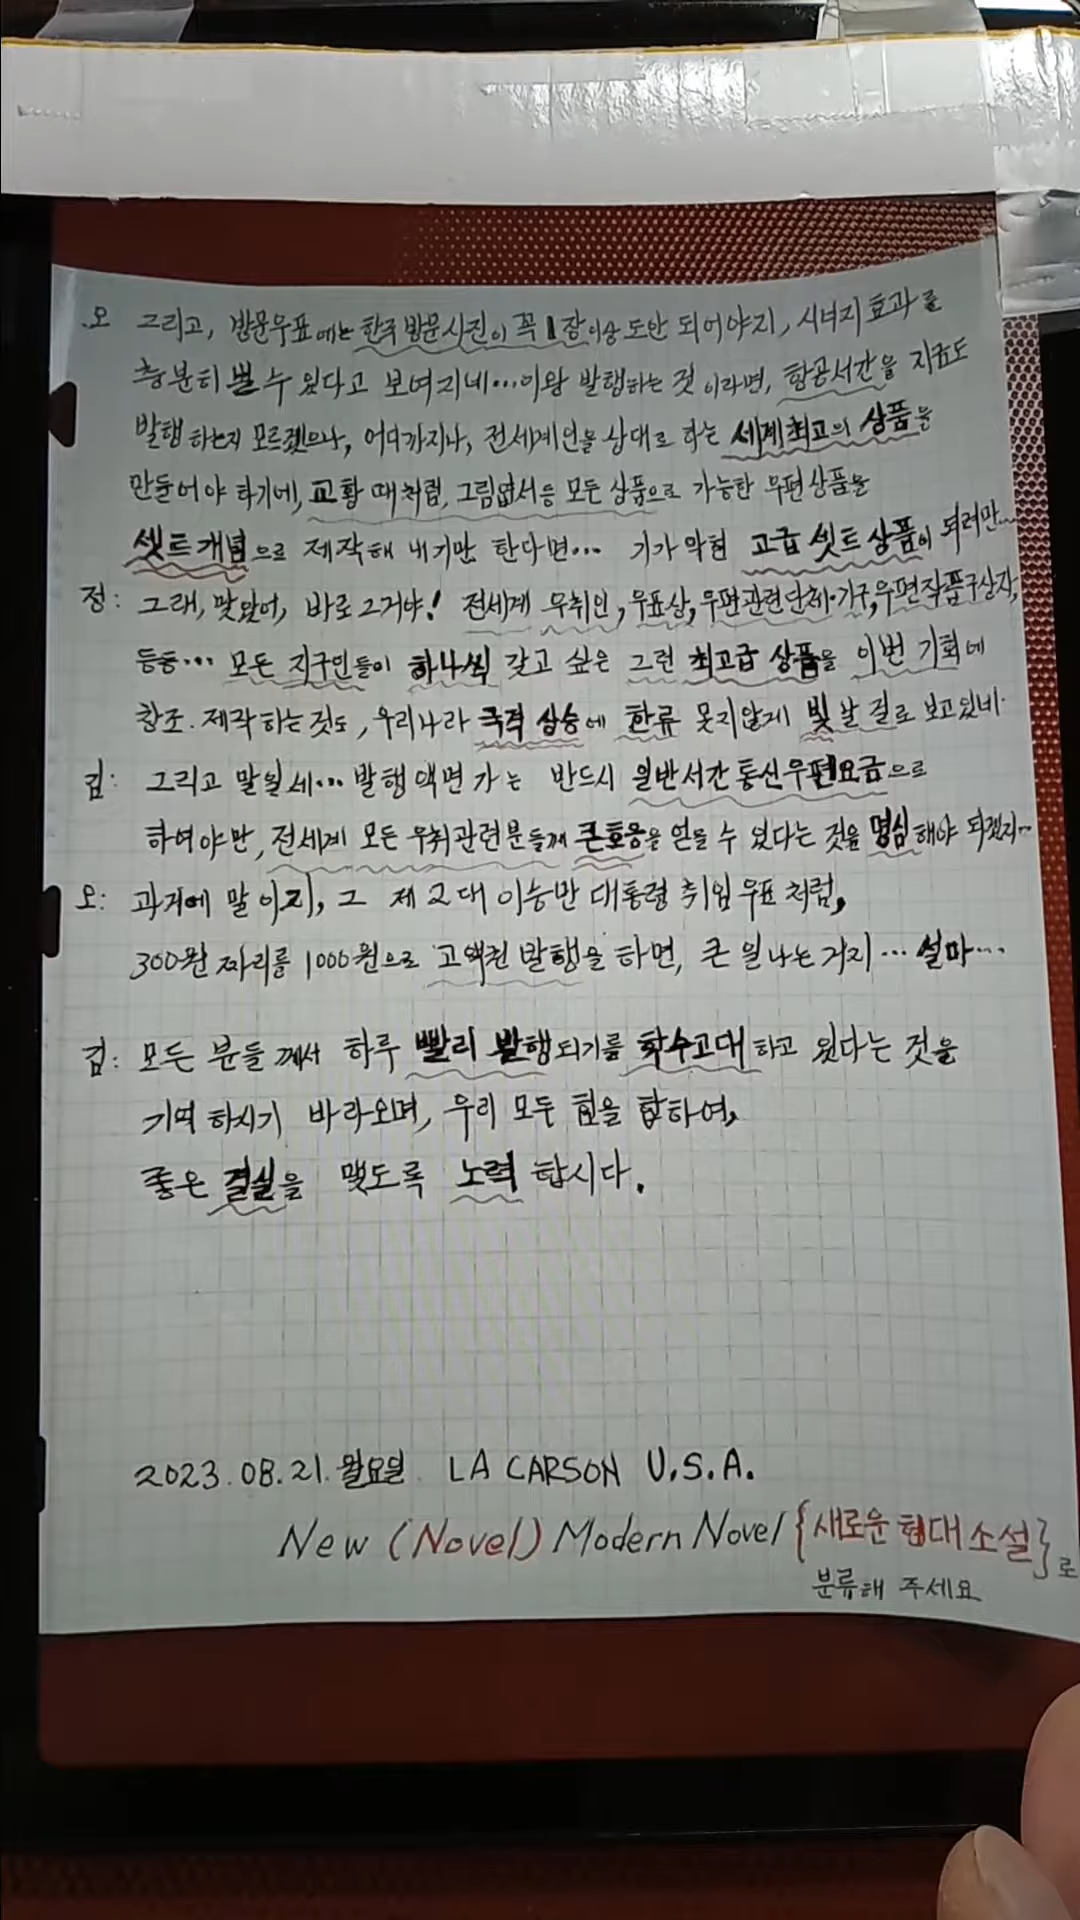 오 그리고, 방문우표에는 한국방문사진이 꼭 1장이상 도안 되어야지, 시너지효과를
충분히 볼 수 있다고 보여지네...이왕 발행하는 것 이라면, 항공서간을 지금도
발행하는지 모르겠으나, 어디까지나, 전세계인을 상대로 하는 세계최고의 상품을
만들어야 하기에, 교황 때처럼, 그림엽서등 모든 상품으로 가능한 우편상품을
셋트개념으로 제작해 내기만 한다면... 기가 막힌 고급 셋트상품이 되려만...
정: 그래, 맞았어, 바로 그거야! 전세계 우취인, 우표상, 우편관련단체·기구, 우편작품구상자,
등등... 모든 지구인들이 하나씩 갖고 싶은 그런 최고급 상품을 이번 기회에
창조. 제작하는것도, 우리나라 국격 상승에 한류 못지않게 빛날 걸로 보고있네.
김: 그리고 말일세... 발행액면가는 반드시 일반서간통신우편요금으로
하여야만, 전세계 모든 우취관련분들께 큰호응을 얻을 수 있다는 것을 명심해야 되겠지...
오: 과거에 말이지, 그 제2대 이승만 대통령 취임우표처럼,
300원짜리를 1000원으로 고액권 발행을 하면, 큰 일나는거지... 설마...
김: 모든 분들께서 하루 빨리 발행되기를 학수고대하고 있다는 것을
기억하시기 바라오며, 우리 모든 힘을 합하여,
좋은 결실을 맺도록 노력합시다.
2023.08.21.월요일 LA CARSON U.S.A.
New (Novel) Modern Novel {새로운 현대 소설}로
분류해 주세요